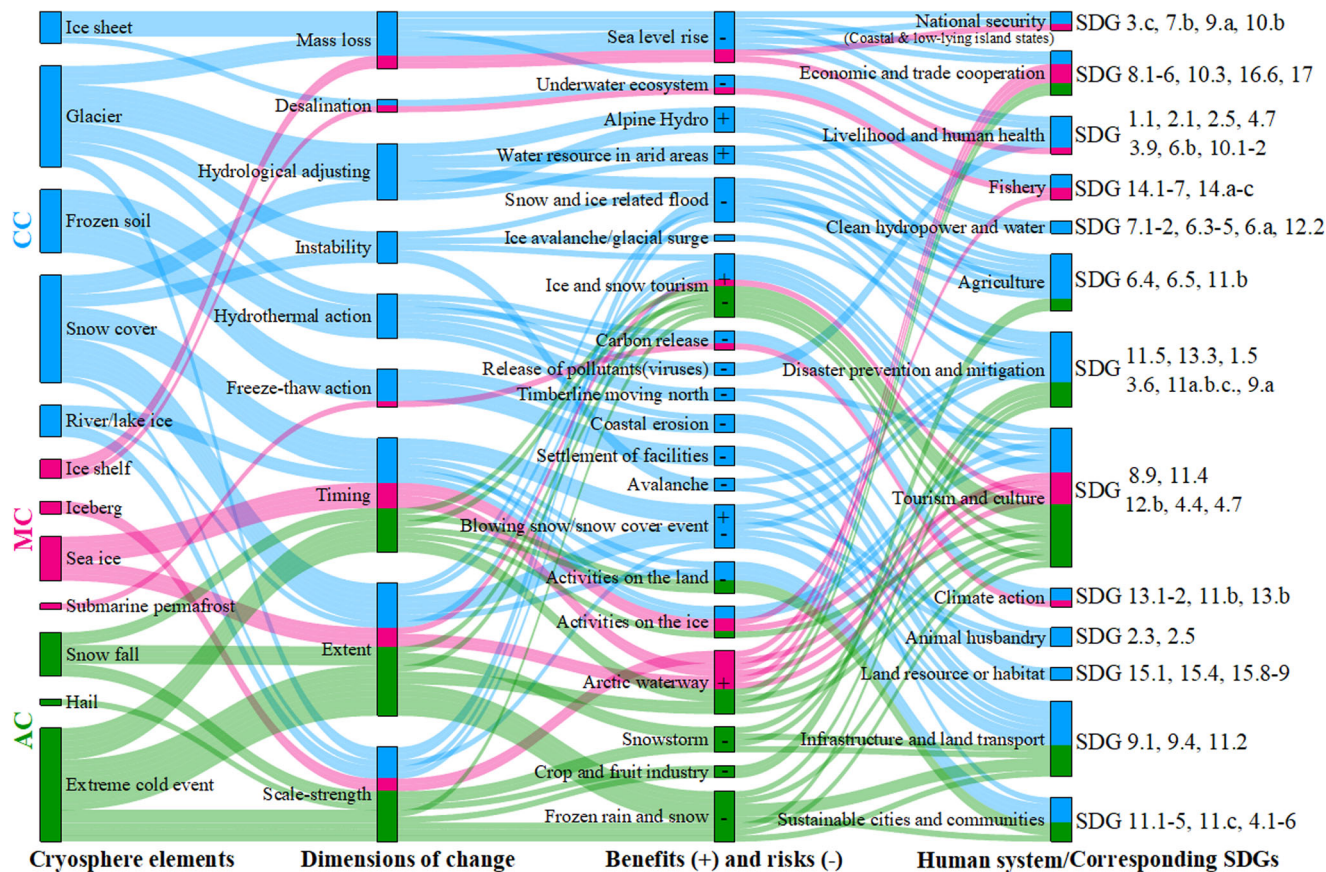 CC
MC
AC
Ice sheet
Glacier
Frozen soil
Snow cover
River/lake ice
Ice shelf
Iceberg
Sea ice
Submarine permafrost
Snow fall
Hail
Extreme cold event
Cryosphere elements
Mass loss
Desalination
Hydrological adjusting
Instability
Hydrothermal action
Freeze-thaw action
Timing
Extent
Scale-strength
Dimensions of change
Sea level rise
-
Underwater ecosystem
-
Alpine Hydro
+
Water resource in arid areas
+
Snow and ice related flood
-
Ice avalanche/glacial surge
Ice and snow tourism
+
-
Carbon release
-
Release of pollutants(viruses)
-
Timberline moving north
-
Coastal erosion
-
Settlement of facilities
-
Avalanche
-
Blowing snow/snow cover event
+
-
Activities on the land
-
Activities on the ice
-
Arctic waterway
+
Snowstorm
-
Crop and fruit industry
-
Frozen rain and snow
-
Benefits (+) and risks (-)
National security
(Coastal & low-lying island states)
SDG 3.c, 7.b, 9.a, 10.b
Economic and trade cooperation
SDG 8.1-6, 10.3, 16.6, 17
Livelihood and human health
SDG
1.1, 2.1, 2.5, 4.7
3.9, 6.b, 10.1-2
Fishery
SDG 14.1-7, 14.a-c
Clean hydropower and water
SDG 7.1-2, 6.3-5, 6.a, 12.2
Agriculture
SDG 6.4, 6.5, 11.b
Disaster prevention and mitigation
SDG
11.5, 13.3, 1.5
3.6, 11a.b.c., 9.a
Tourism and culture
SDG
8.9, 11.4
12.b, 4.4, 4.7
Climate action
SDG 13.1-2, 11.b, 13.b
Animal husbandry
SDG 2.3, 2.5
Land resource or habitat
SDG 15.1, 15.4, 15.8-9
Infrastructure and land transport
SDG 9.1, 9.4, 11.2
Sustainable cities and communities
SDG 11.1-5, 11.c, 4.1-6
Human system/Corresponding SDGs